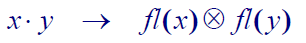 x · y → fl(x) ⊗ fl(y)